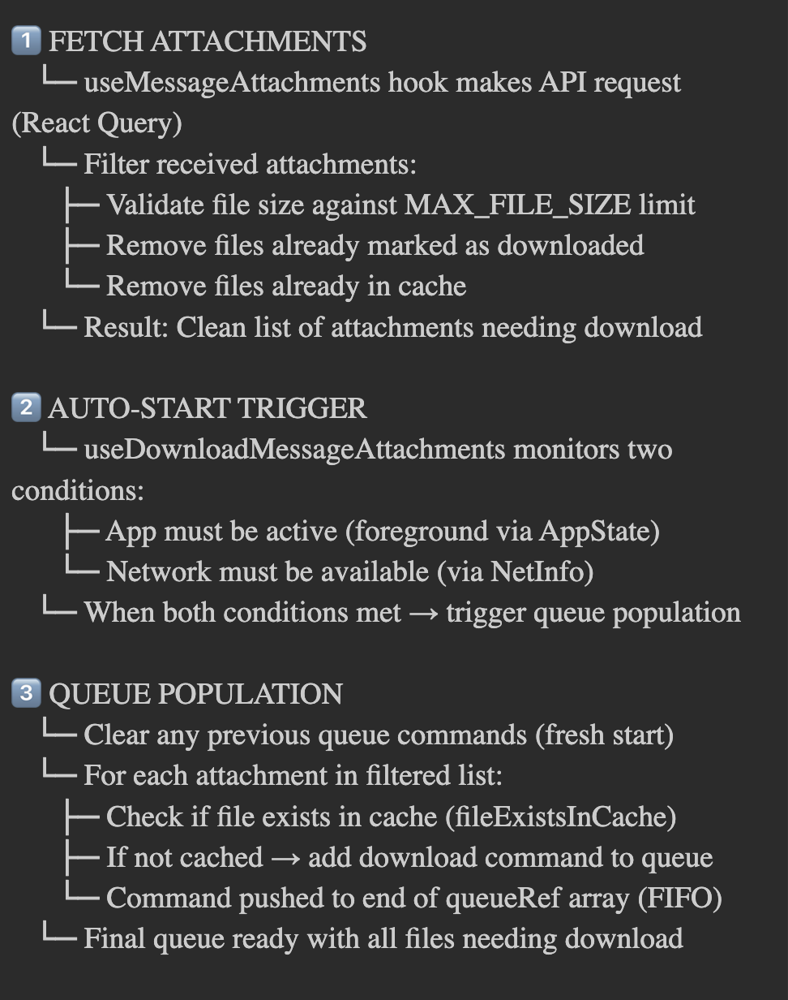 1️⃣ FETCH ATTACHMENTS
└─ useMessageAttachments hook makes API request
(React Query)
└─ Filter received attachments:
├─ Validate file size against MAX_FILE_SIZE limit
├─ Remove files already marked as downloaded
└─ Remove files already in cache
└─ Result: Clean list of attachments needing download
2️⃣ AUTO-START TRIGGER
└─ useDownloadMessageAttachments monitors two
conditions:
├─ App must be active (foreground via AppState)
└─ Network must be available (via NetInfo)
└─ When both conditions met → trigger queue population
3️⃣ QUEUE POPULATION
└─ Clear any previous queue commands (fresh start)
└─ For each attachment in filtered list:
├─ Check if file exists in cache (fileExistsInCache)
├─ If not cached → add download command to queue
└─ Command pushed to end of queueRef array (FIFO)
└─ Final queue ready with all files needing download